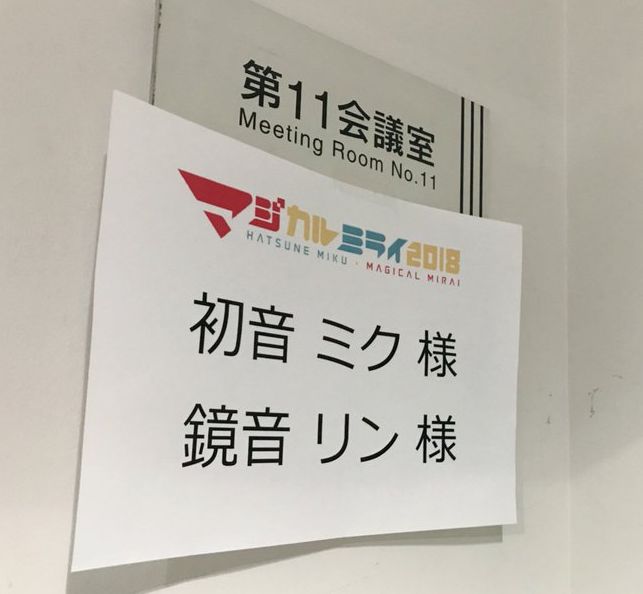 第11会議室
Meeting Room No.11
マジカルミライ2018
HATSUNE MIKU・MAGICAL MIRAI
初音 ミク 様
鏡音 リン 様